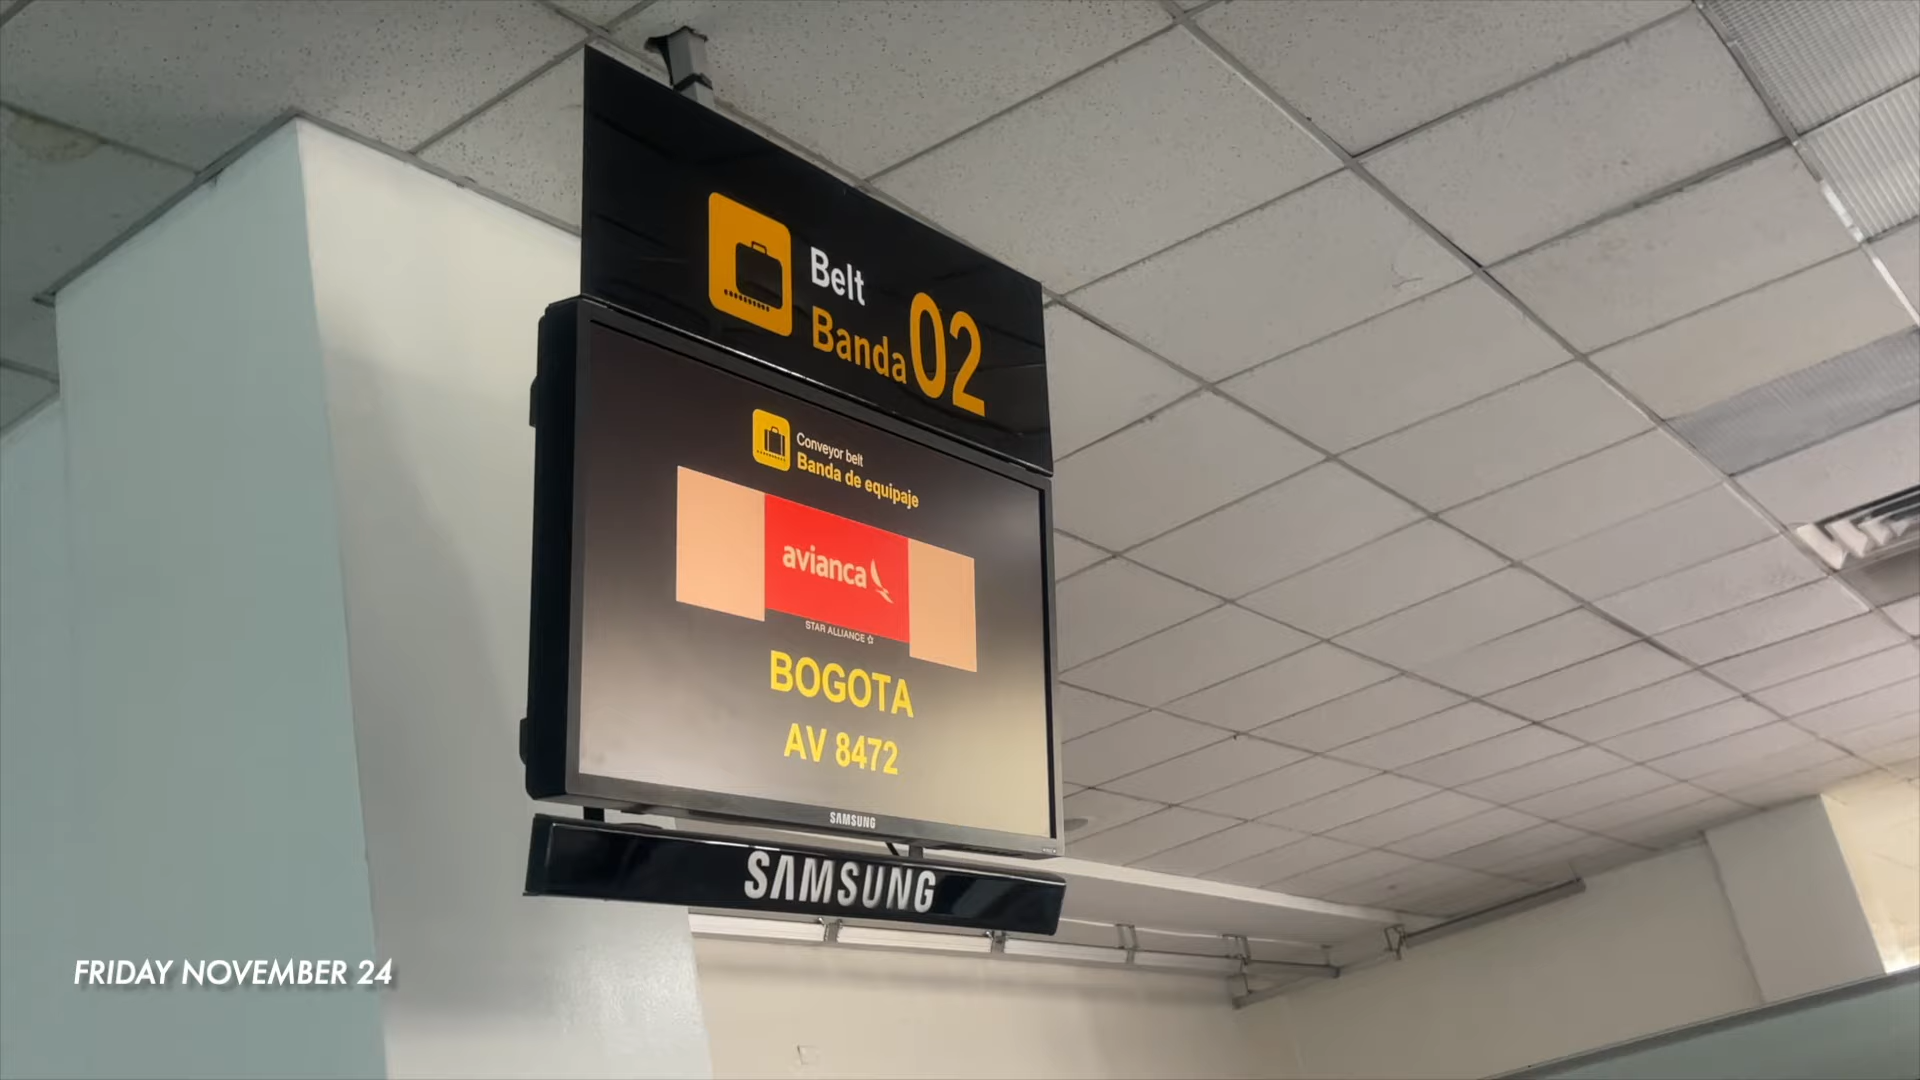 Belt
Banda 02
Conveyor belt
Banda de equipaje
avianca
STAR ALLIANCE
BOGOTA
AV 8472
SAMSUNG
SAMSUNG
FRIDAY NOVEMBER 24